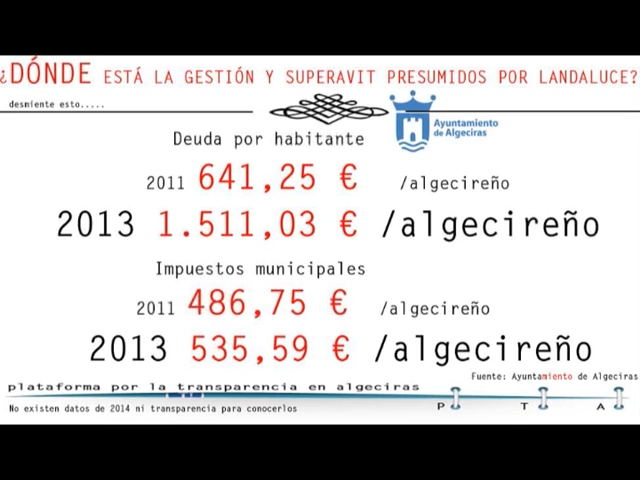 ¿DÓNDE ESTÁ LA GESTIÓN Y SUPERAVIT PRESUMIDOS POR LANDALUCE?
desmiente esto.....
Ayuntamiento
de Algeciras
Deuda por habitante
2011 641,25 € /algecireño
2013 1.511,03 € /algecireño
Impuestos municipales
2011 486,75 € /algecireño
2013 535,59 € /algecireño
Fuente: Ayuntamiento de Algeciras
plataforma por la transparencia en algeciras
No existen datos de 2014 ni transparencia para conocerlos
P T A